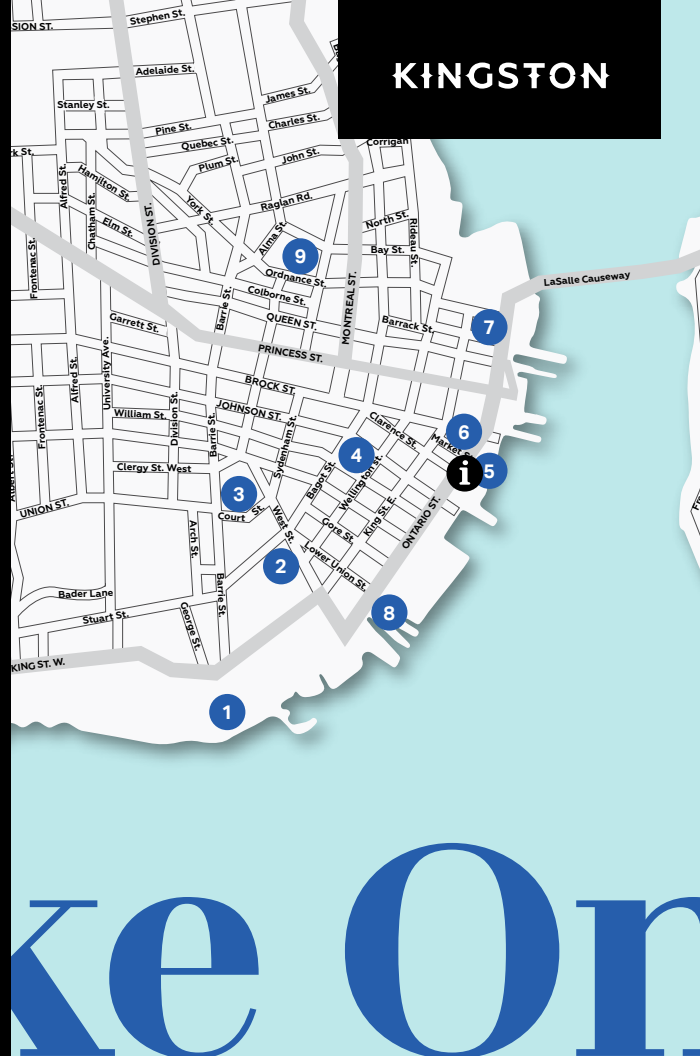 KINGSTON
SION ST.
Stephen St.
Adelaide St.
Stanley St.
James St.
Pine St.
Charles St.
Quebec St.
Corrigan
k St.
Plum St.
John St.
Hamilton St.
Alfred St.
Chatham St.
York St.
Raglan Rd.
Elm St.
DIVISION ST.
Alma St.
North St.
Rideau St.
Bay St.
Frontenac St.
9
Ordnance St.
LaSalle Causeway
Colborne St.
Barrie St.
MONTREAL ST.
Garrett St.
QUEEN ST.
Barrack St.
7
PRINCESS ST.
University Ave.
Alfred St.
BROCK ST.
Frontenac St.
William St.
Division St.
JOHNSON ST.
Barrie St.
Clarence St.
6
Market St.
Sydenham St.
4
Clergy St. West
Bagot St.
Wellington St.
i
5
3
UNION ST.
Court St.
West St.
Gore St.
King St. E.
ONTARIO ST.
Arch St.
Lower Union St.
2
Bader Lane
Barrie St.
8
Stuart St.
George St.
KING ST. W.
1
ke On